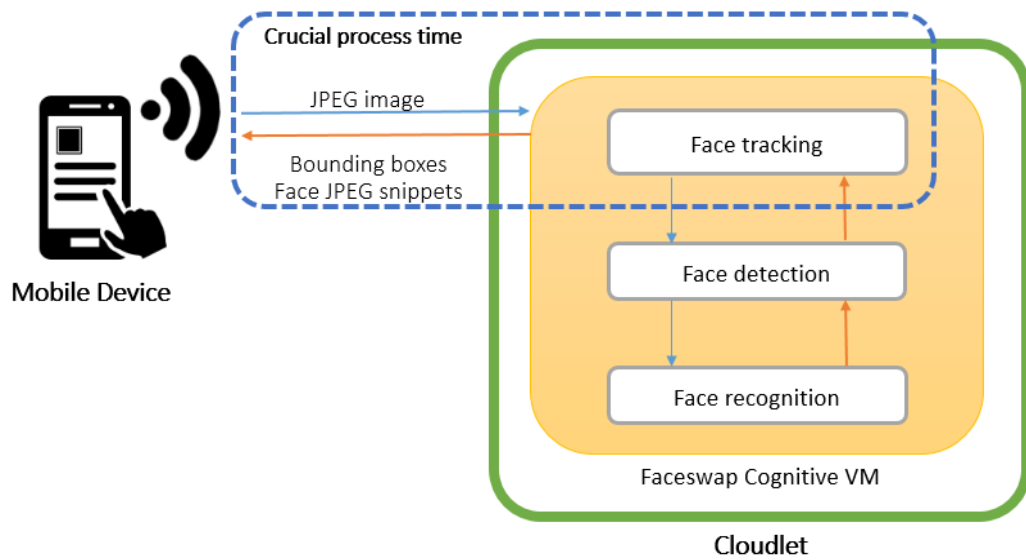 Crucial process time
JPEG image
Bounding boxes
Face JPEG snippets
Mobile Device
Face tracking
Face detection
Face recognition
Faceswap Cognitive VM
Cloudlet